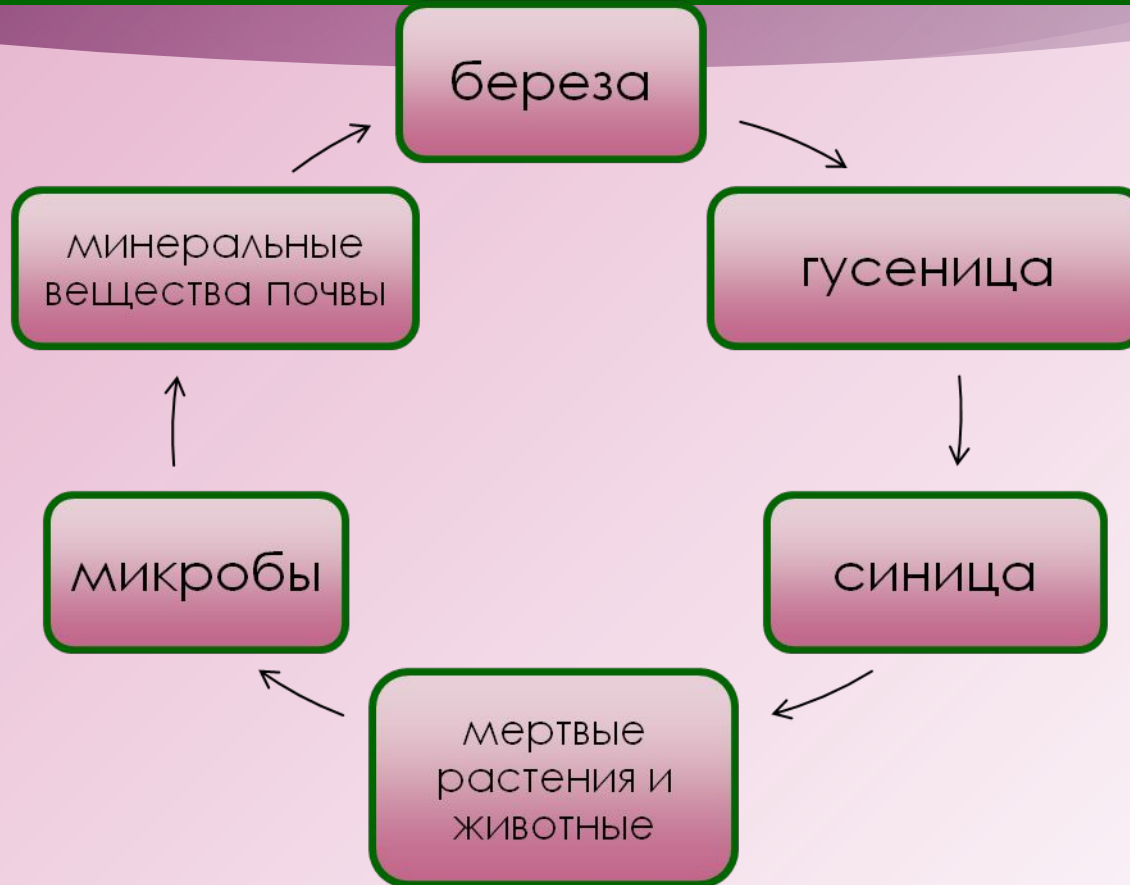 береза
гусеница
синица
мертвые
растения и
животные
микробы
минеральные
вещества почвы